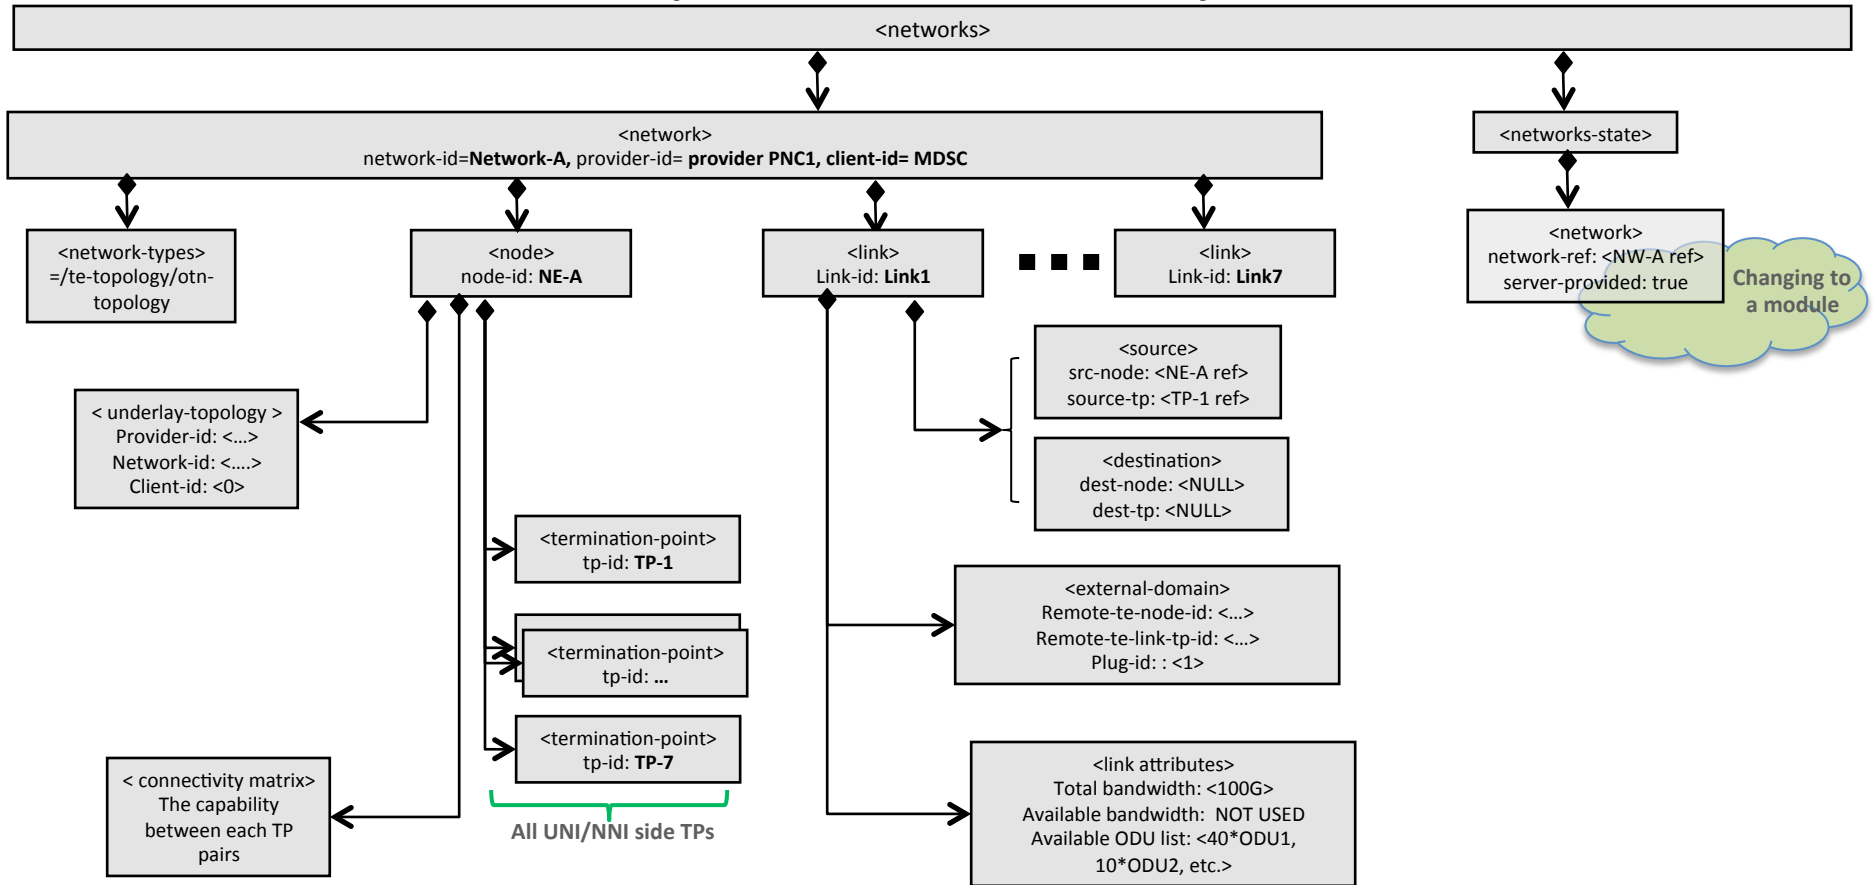 <networks>
<network>
network-id=Network-A, provider-id= provider PNC1, client-id= MDSC
<networks-state>
<network-types>
=/te-topology/otn-
topology
<node>
node-id: NE-A
<link>
Link-id: Link1
<link>
Link-id: Link7
<network>
network-ref: <NW-A ref>
server-provided: true
Changing to
a module
< underlay-topology >
Provider-id: <...>
Network-id: <....>
Client-id: <0>
<source>
src-node: <NE-A ref>
source-tp: <TP-1 ref>
<destination>
dest-node: <NULL>
dest-tp: <NULL>
<termination-point>
tp-id: TP-1
<termination-point>
tp-id: ...
<termination-point>
tp-id: TP-7
All UNI/NNI side TPs
<external-domain>
Remote-te-node-id: <...>
Remote-te-link-tp-id: <...>
Plug-id: : <1>
< connectivity matrix>
The capability
between each TP
pairs
<link attributes>
Total bandwidth: <100G>
Available bandwidth:  NOT USED
Available ODU list: <40*ODU1,
10*ODU2, etc.>